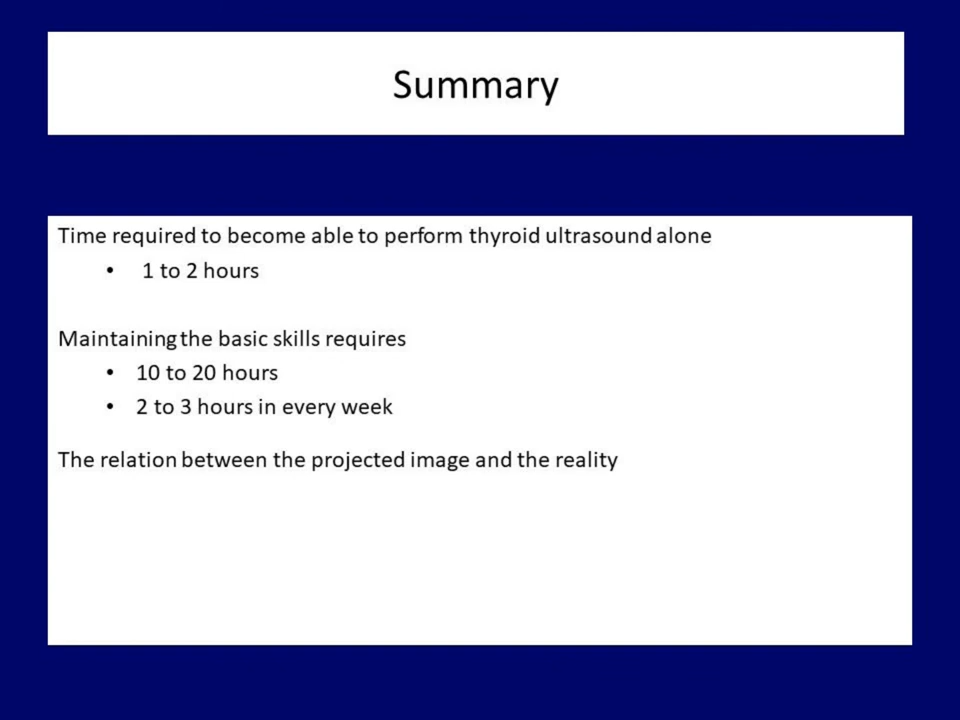 Summary
Time required to become able to perform thyroid ultrasound alone
• 1 to 2 hours
Maintaining the basic skills requires
• 10 to 20 hours
• 2 to 3 hours in every week
The relation between the projected image and the reality